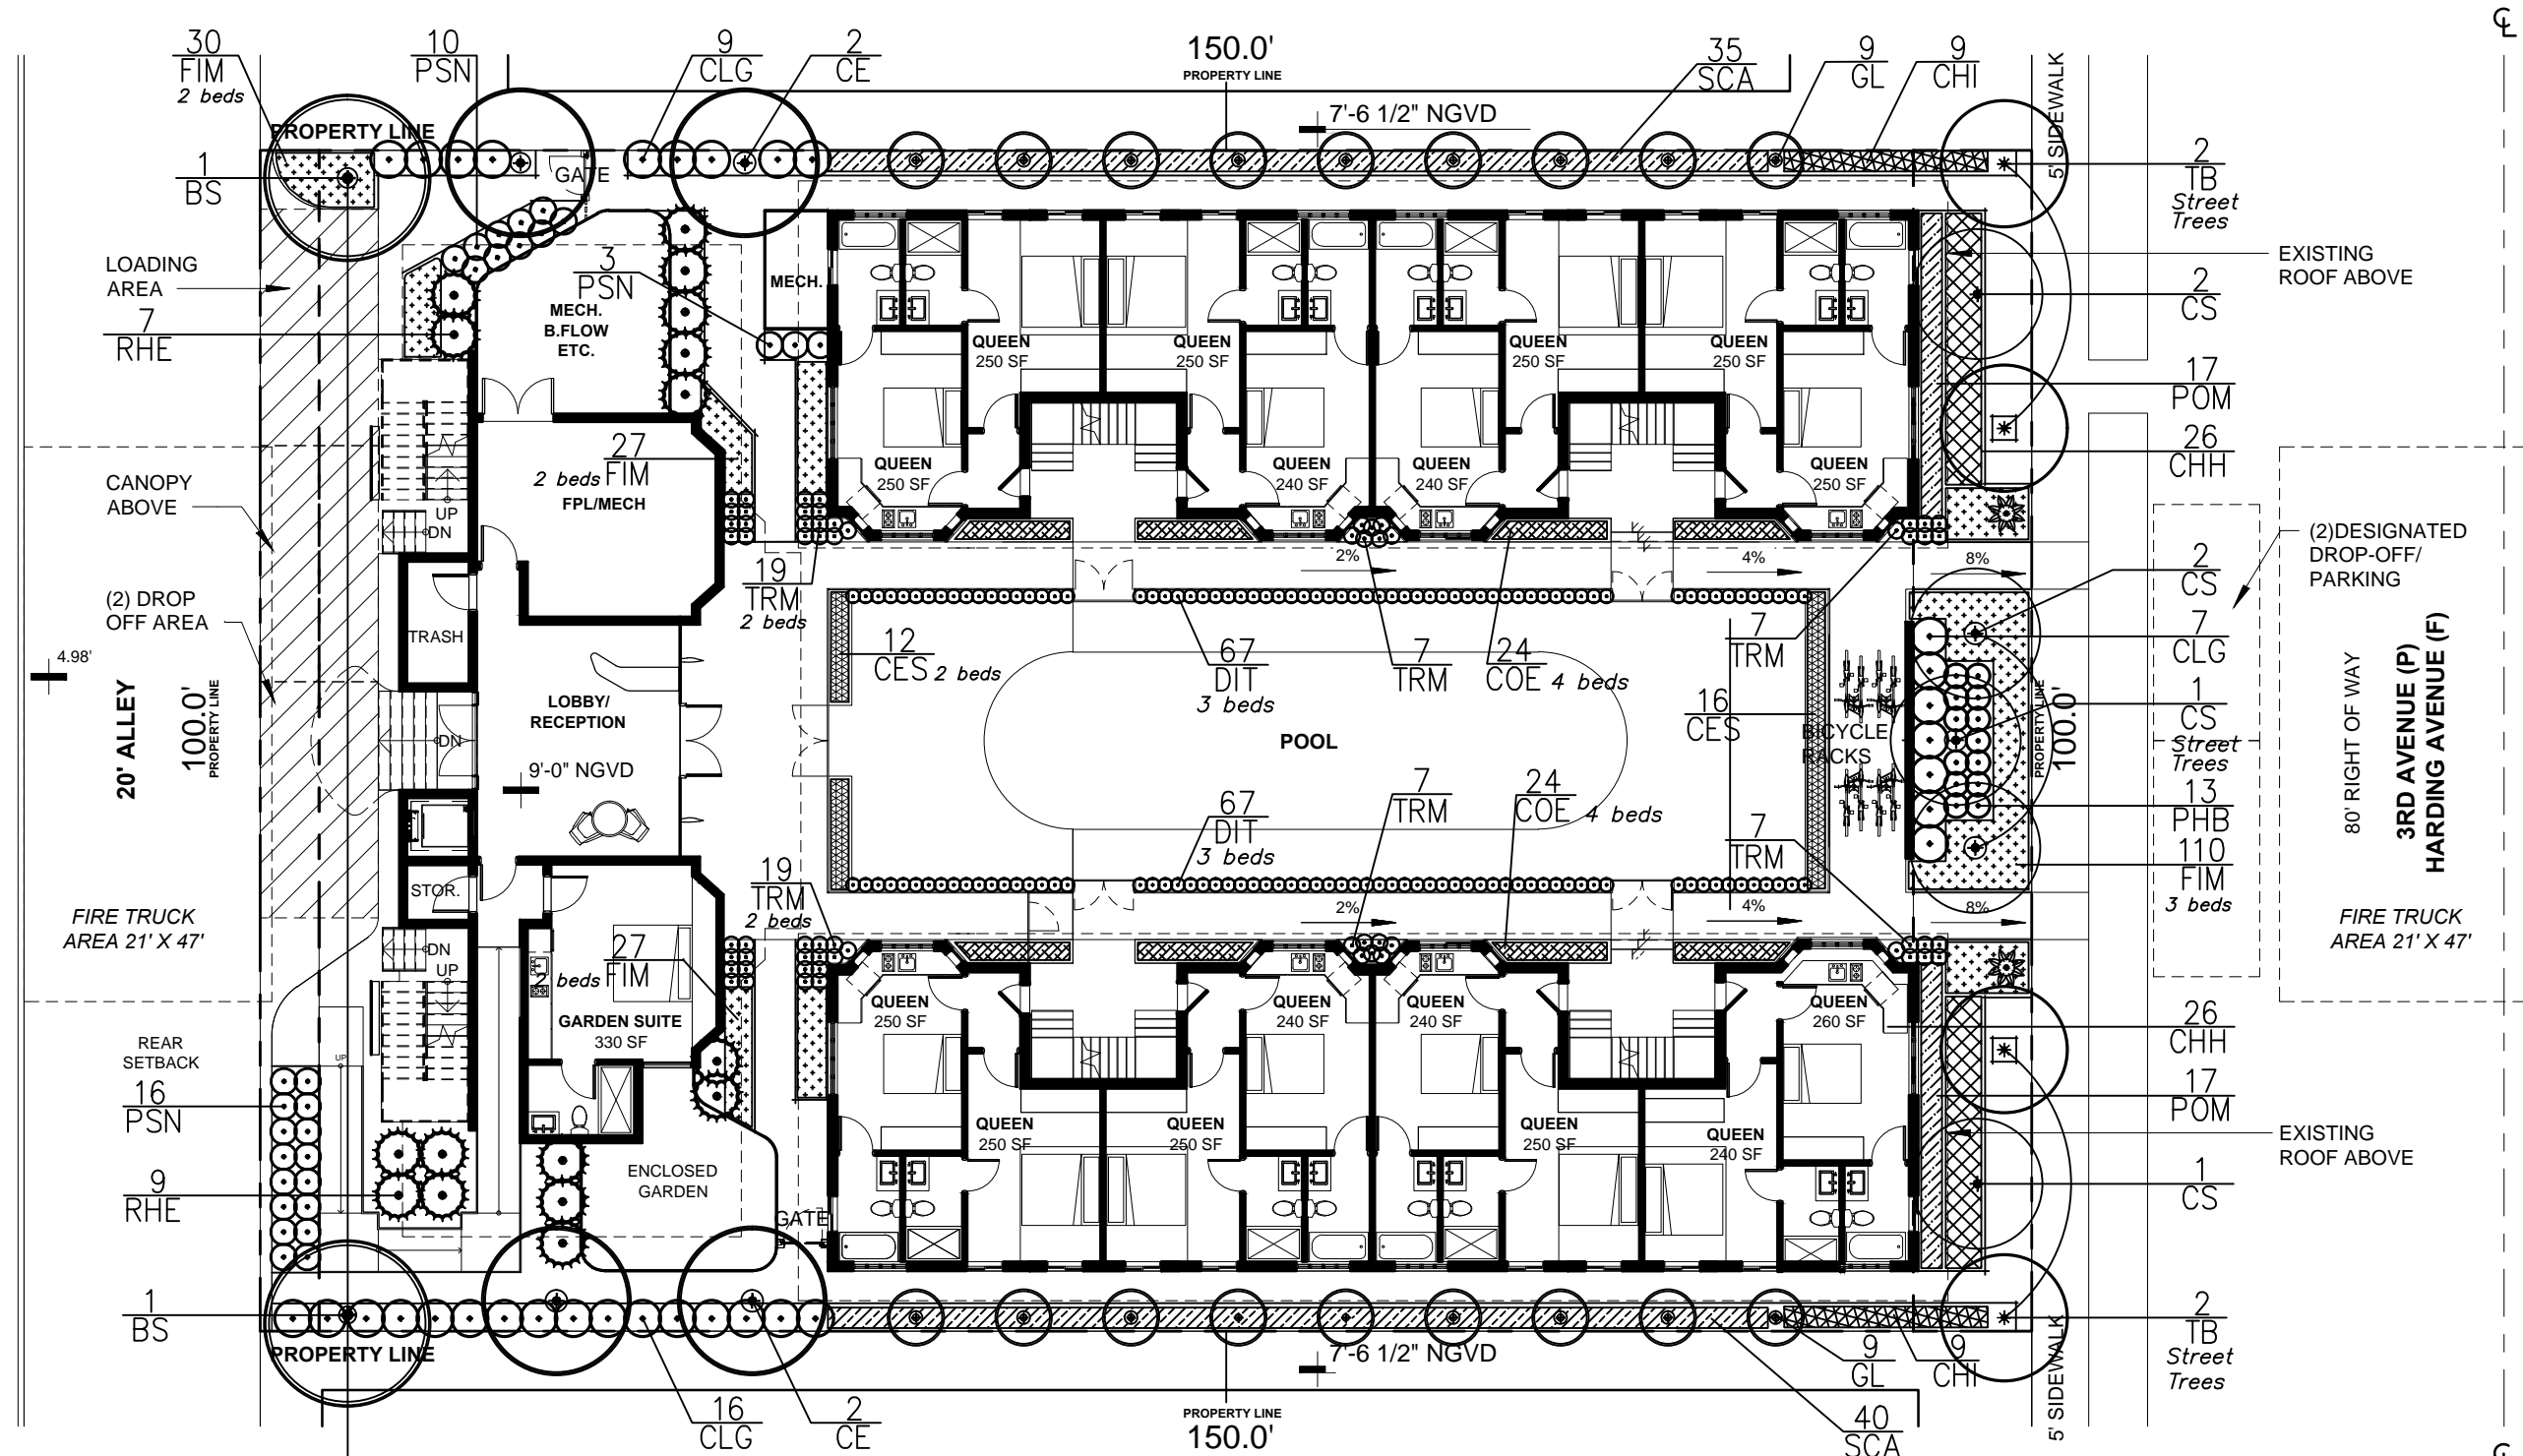 ℄
30
FIM
2 beds
10
PSN
9
CLG
2
CE
150.0'
PROPERTY LINE
35
SCA
9
GL
9
CHI
5' SIDEWALK
7'-6 1/2" NGVD
PROPERTY LINE
1
BS
GATE
2
TB
Street
Trees
LOADING
AREA
EXISTING
ROOF ABOVE
3
PSN
MECH.
2
CS
7
RHE
MECH.
B.FLOW
ETC.
QUEEN
250 SF
QUEEN
250 SF
QUEEN
250 SF
QUEEN
250 SF
17
POM
26
CHH
27
2 beds FIM
FPL/MECH
QUEEN
250 SF
QUEEN
240 SF
QUEEN
240 SF
QUEEN
250 SF
CANOPY
ABOVE
UP
DN
(2)DESIGNATED
DROP-OFF/
PARKING
2%
4%
8%
19
TRM
2 beds
2
CS
(2) DROP
OFF AREA
TRASH
12
CES 2 beds
67
DIT
3 beds
7
TRM
24
COE 4 beds
7
TRM
7
CLG
4.98'
20' ALLEY
100.0'
PROPERTY LINE
LOBBY/
RECEPTION
DN
POOL
16
CES
BICYCLE
RACKS
1
CS
Street
Trees
PROPERTY LINE
100.0'
80' RIGHT OF WAY
3RD AVENUE (P)
HARDING AVENUE (F)
9'-0" NGVD
67
DIT
3 beds
7
TRM
24
COE 4 beds
7
TRM
13
PHB
110
FIM
3 beds
STOR.
19
TRM
2 beds
2%
4%
8%
FIRE TRUCK
AREA 21' X 47'
FIRE TRUCK
AREA 21' X 47'
DN
UP
27
2 beds FIM
GARDEN SUITE
330 SF
QUEEN
250 SF
QUEEN
240 SF
QUEEN
240 SF
QUEEN
260 SF
26
CHH
REAR
SETBACK
UP
16
PSN
17
POM
QUEEN
250 SF
QUEEN
250 SF
QUEEN
250 SF
QUEEN
240 SF
EXISTING
ROOF ABOVE
ENCLOSED
GARDEN
9
RHE
1
CS
GATE
1
BS
PROPERTY LINE
7'-6 1/2" NGVD
9
GL
9
CHI
2
TB
Street
Trees
5' SIDEWALK
16
CLG
2
CE
PROPERTY LINE
150.0'
40
SCA